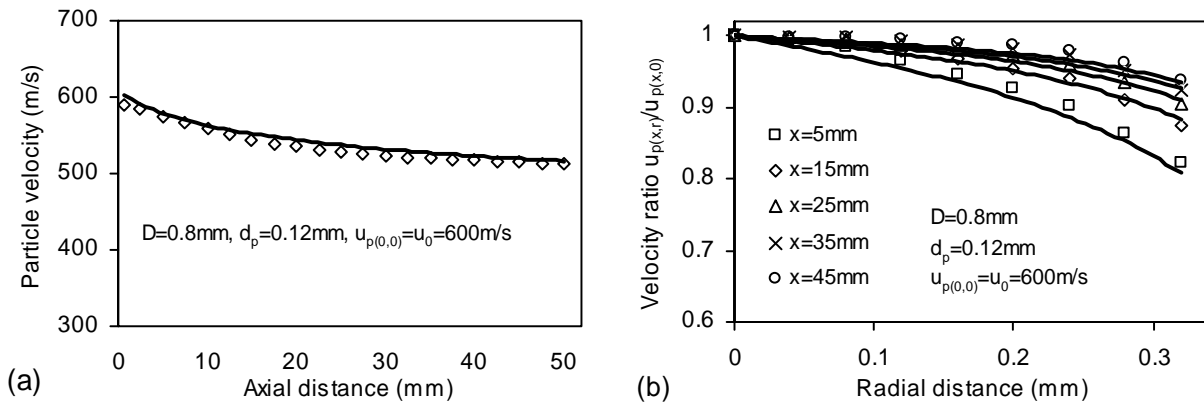 700
600
500
400
300
Particle velocity (m/s)
D=0.8mm, dp=0.12mm, up(0,0)=u0=600m/s
0 10 20 30 40 50
Axial distance (mm)
(a)
1
0.9
0.8
0.7
0.6
Velocity ratio up(x,r)/up(x,0)
x=5mm
x=15mm
x=25mm
x=35mm
x=45mm
D=0.8mm
dp=0.12mm
up(0,0)=u0=600m/s
0 0.1 0.2 0.3
Radial distance (mm)
(b)